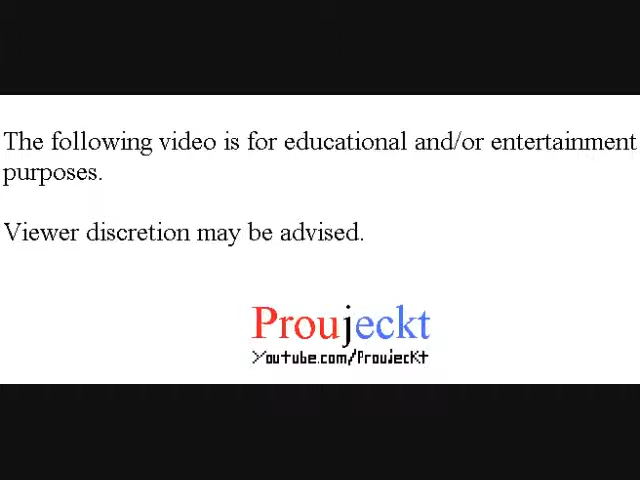 The following video is for educational and/or entertainment
purposes.
Viewer discretion may be advised.
Proujeckt
Youtube.com/ProujecKt